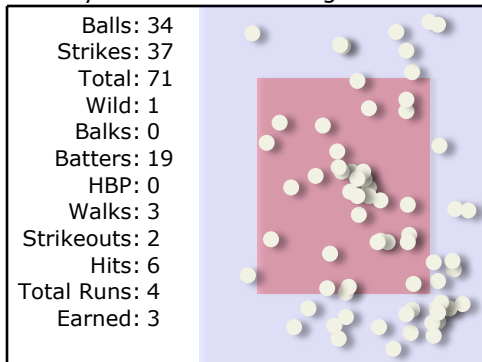 Balls: 34
Strikes: 37
Total: 71
Wild: 1
Balks: 0
Batters: 19
HBP: 0
Walks: 3
Strikeouts: 2
Hits: 6
Total Runs: 4
Earned: 3